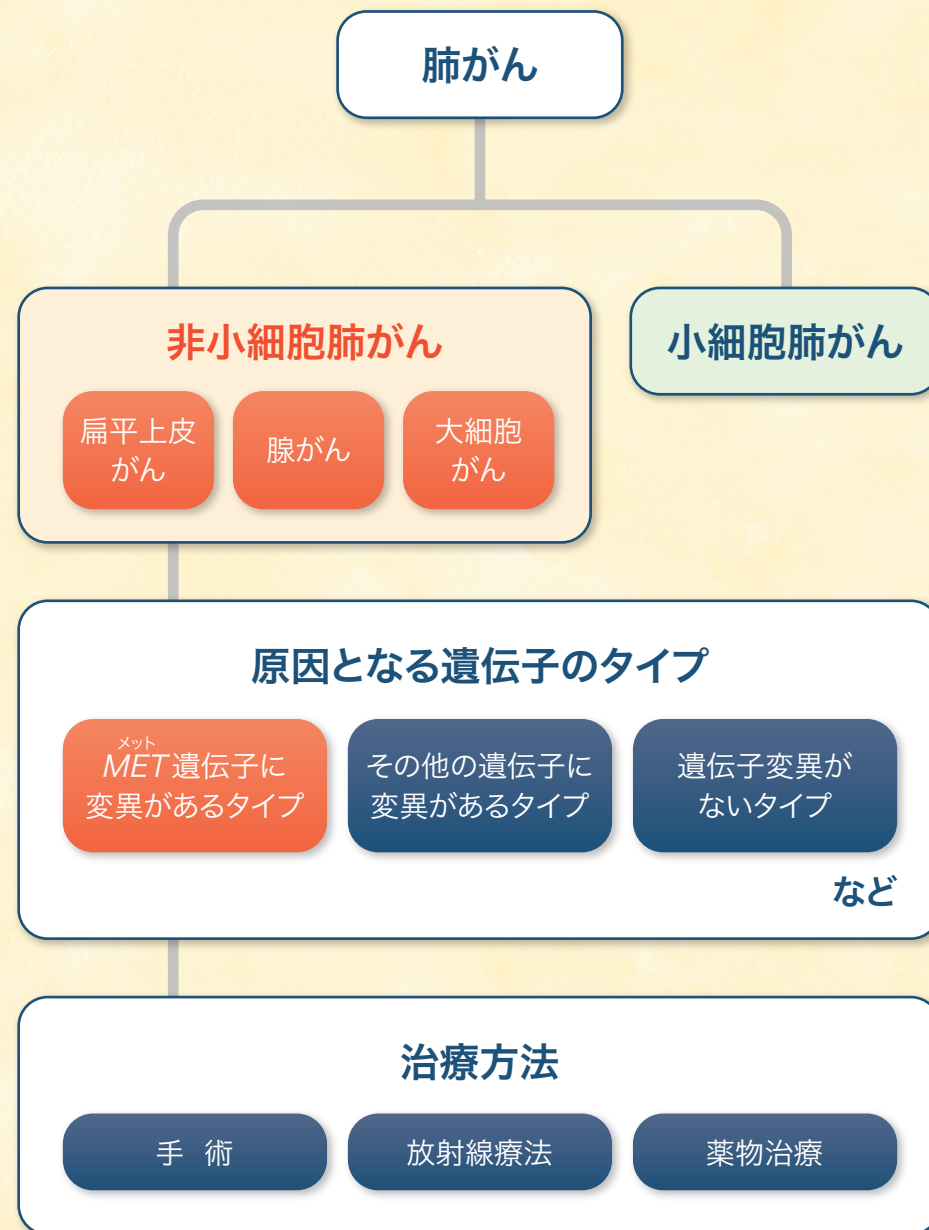 肺がん
非小細胞肺がん
小細胞肺がん
扁平上皮
がん
腺がん
大細胞
がん
原因となる遺伝子のタイプ
メット
MET遺伝子に
変異があるタイプ
その他の遺伝子に
変異があるタイプ
遺伝子変異が
ないタイプ
など
治療方法
手 術
放射線療法
薬物治療